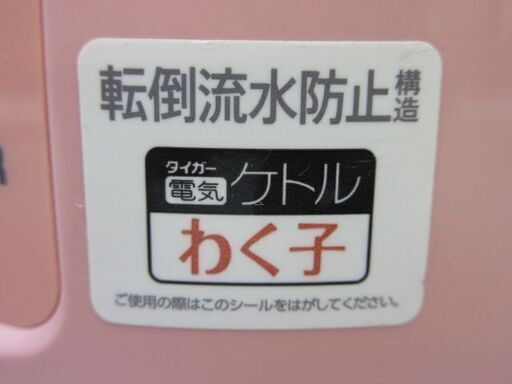 転倒流水防止構造
タイガー
電気ケトル
わく子
ご使用の際はこのシールをはがしてください。
R